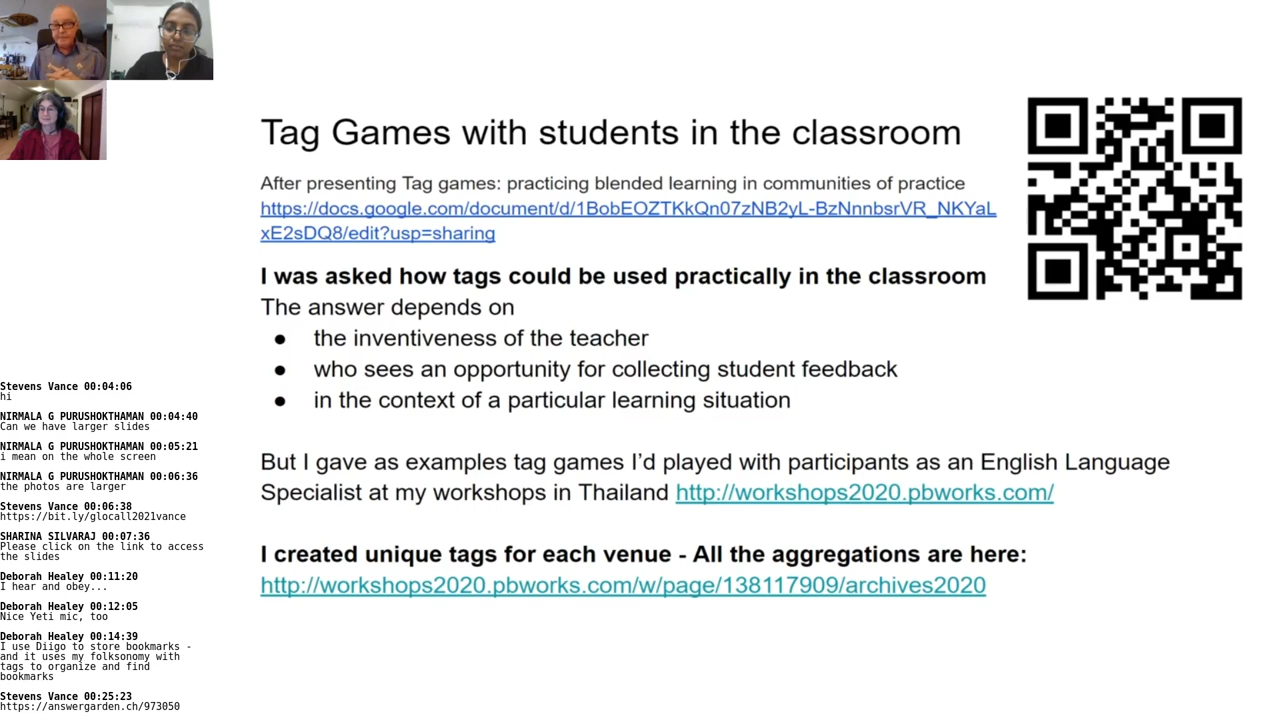 Tag Games with students in the classroom
After presenting Tag games: practicing blended learning in communities of practice
https://docs.google.com/document/d/1BobEOZTKkQn07zNB2yL-BzNnnbsrVR_NKYaL
xE2sDQ8/edit?usp=sharing
I was asked how tags could be used practically in the classroom
The answer depends on
● the inventiveness of the teacher
● who sees an opportunity for collecting student feedback
● in the context of a particular learning situation
But I gave as examples tag games I’d played with participants as an English Language
Specialist at my workshops in Thailand http://workshops2020.pbworks.com/
I created unique tags for each venue - All the aggregations are here:
http://workshops2020.pbworks.com/w/page/138117909/archives2020
Stevens Vance 00:04:06
hi
NIRMALA G PURUSHOKTHAMAN 00:04:40
Can we have larger slides
NIRMALA G PURUSHOKTHAMAN 00:05:21
i mean on the whole screen
NIRMALA G PURUSHOKTHAMAN 00:06:36
the photos are larger
Stevens Vance 00:06:38
https://bit.ly/glocall2021vance
SHARINA SILVARAJ 00:07:36
Please click on the link to access
the slides
Deborah Healey 00:11:20
I hear and obey...
Deborah Healey 00:12:05
Nice Yeti mic, too
Deborah Healey 00:14:39
I use Diigo to store bookmarks -
and it uses my folksonomy with
tags to organize and find
bookmarks
Stevens Vance 00:25:23
https://answergarden.ch/973050